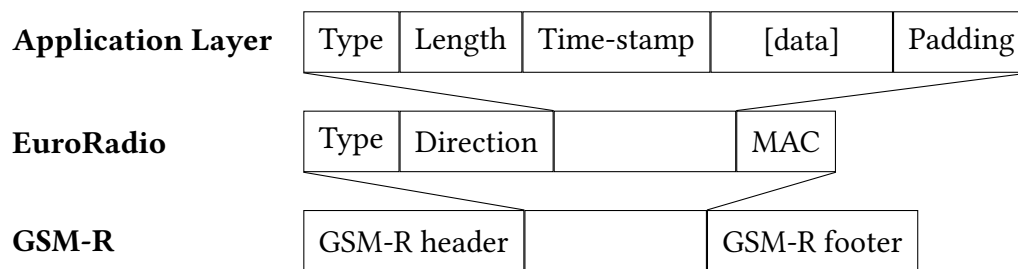 Application Layer Type Length Time-stamp [data] Padding
EuroRadio Type Direction MAC
GSM-R GSM-R header GSM-R footer